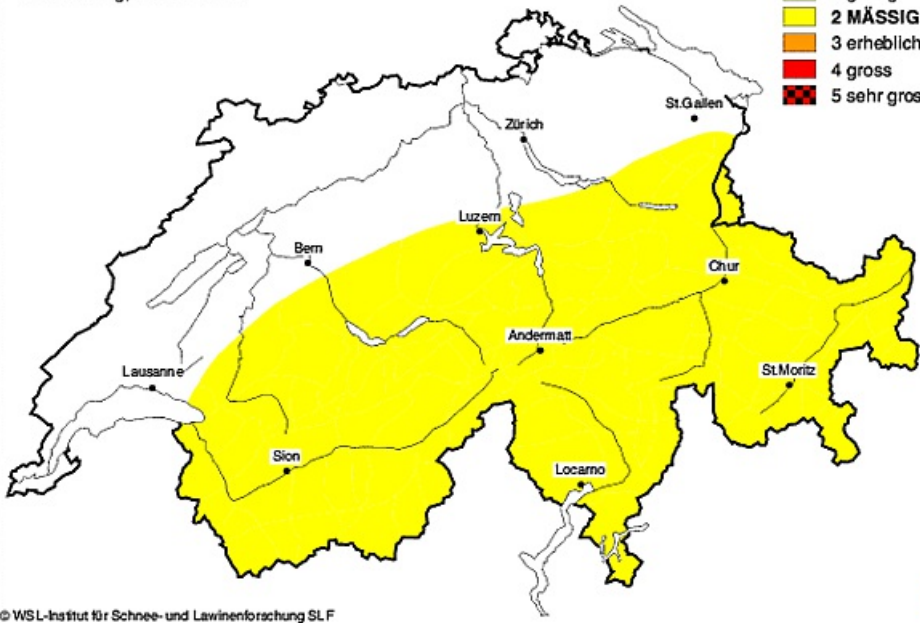 2 MÄSSIG
3 erheblich
4 gross
5 sehr gros
St.Gallen
Zürich
Luzern
Bern
Chur
Andermatt
Lausanne
St.Moritz
Sion
Locarno
© WSL-Institut für Schnee- und Lawinenforschung SLF